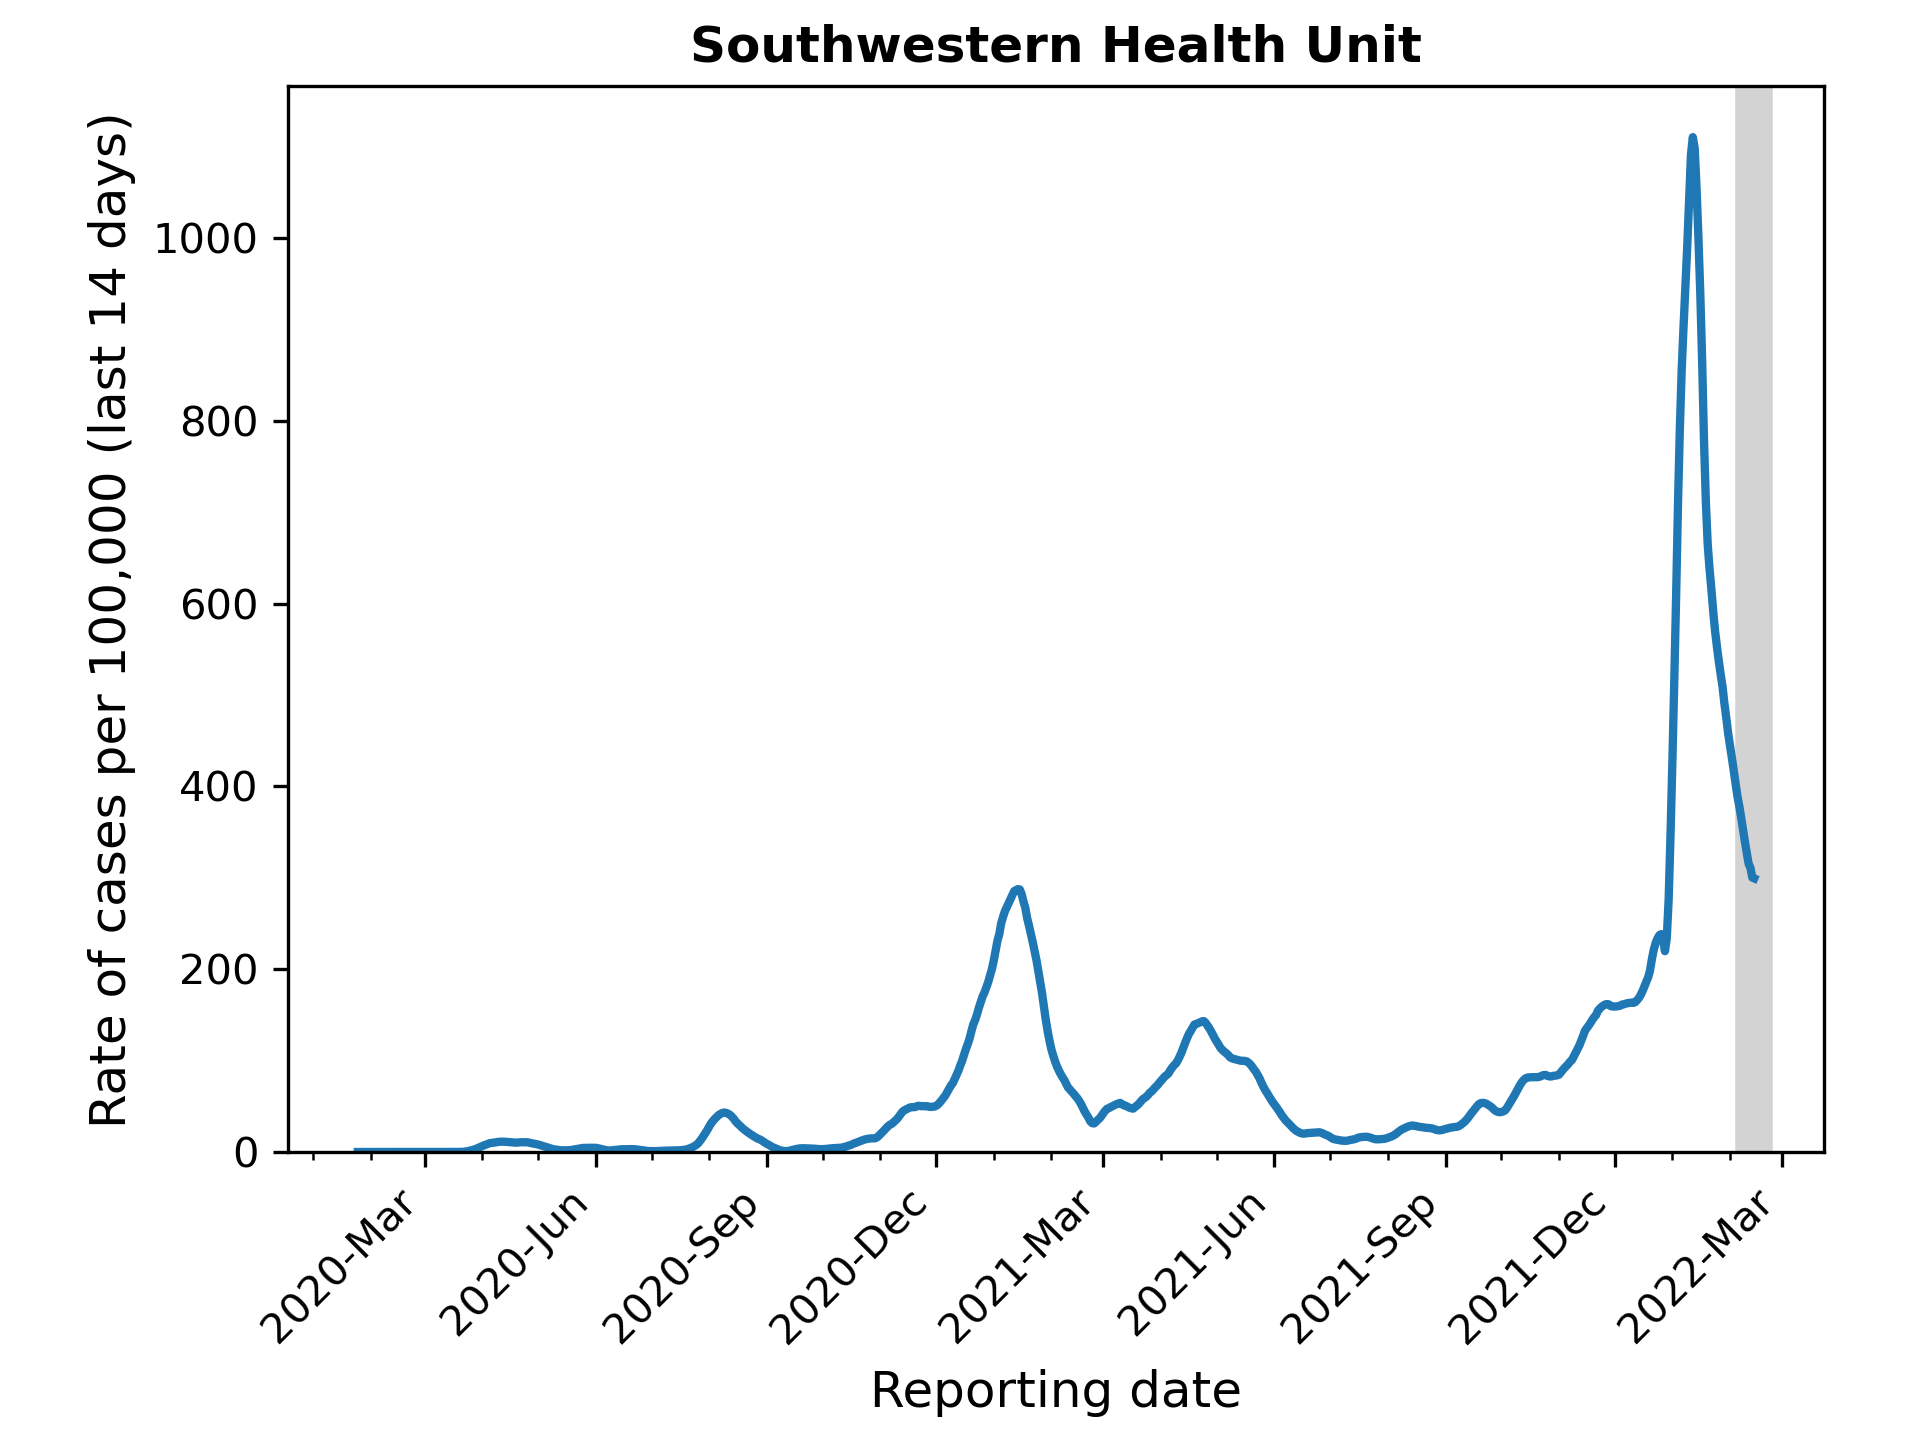 Southwestern Health Unit
Rate of cases per 100,000 (last 14 days)
1000
800
600
400
200
0
2020-Mar
2020-Jun
2020-Sep
2020-Dec
2021-Mar
2021-Jun
2021-Sep
2021-Dec
2022-Mar
Reporting date